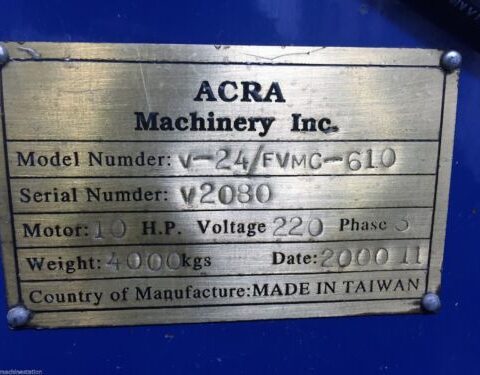 ACRA
Machinery Inc.
Model Numder: V-24/FVMC-610
Serial Numder: V2080
Motor: 10 H.P. Voltage 220 Phase 3
Weight: 4000kgs Date: 2000 11
Country of Manufacture: MADE IN TAIWAN
machinestation